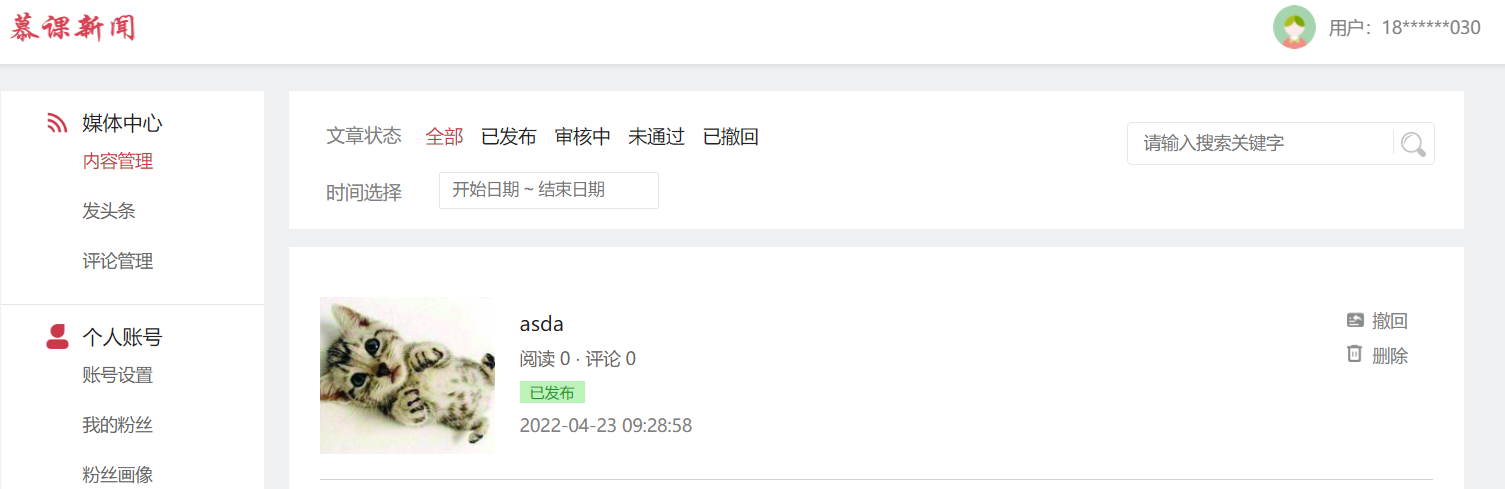 慕课新闻
用户：18******030
媒体中心
内容管理
发头条
评论管理
个人账号
账号设置
我的粉丝
粉丝画像
文章状态 全部 已发布 审核中 未通过 已撤回
请输入搜索关键字
时间选择 开始日期 ~ 结束日期
asda
阅读 0 · 评论 0
已发布
2022-04-23 09:28:58
撤回
删除